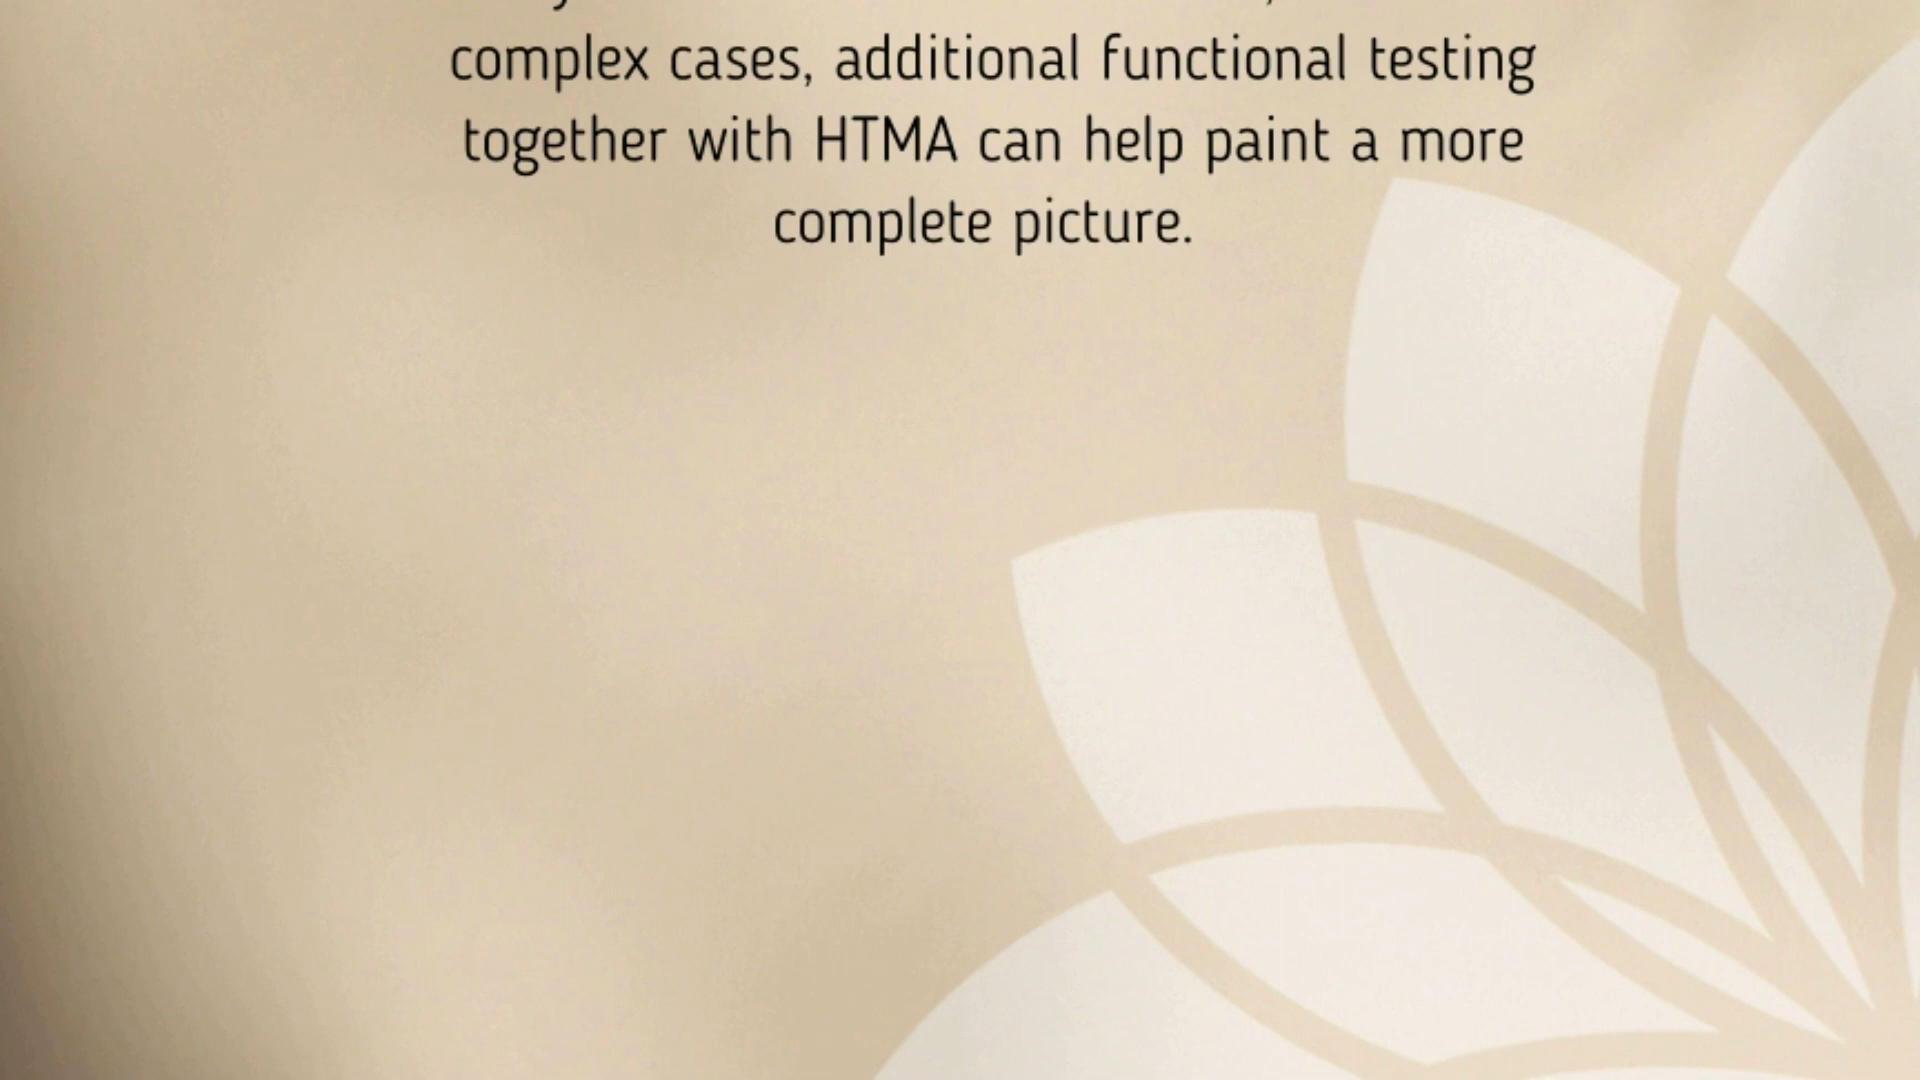 complex cases, additional functional testing
together with HTMA can help paint a more
complete picture.